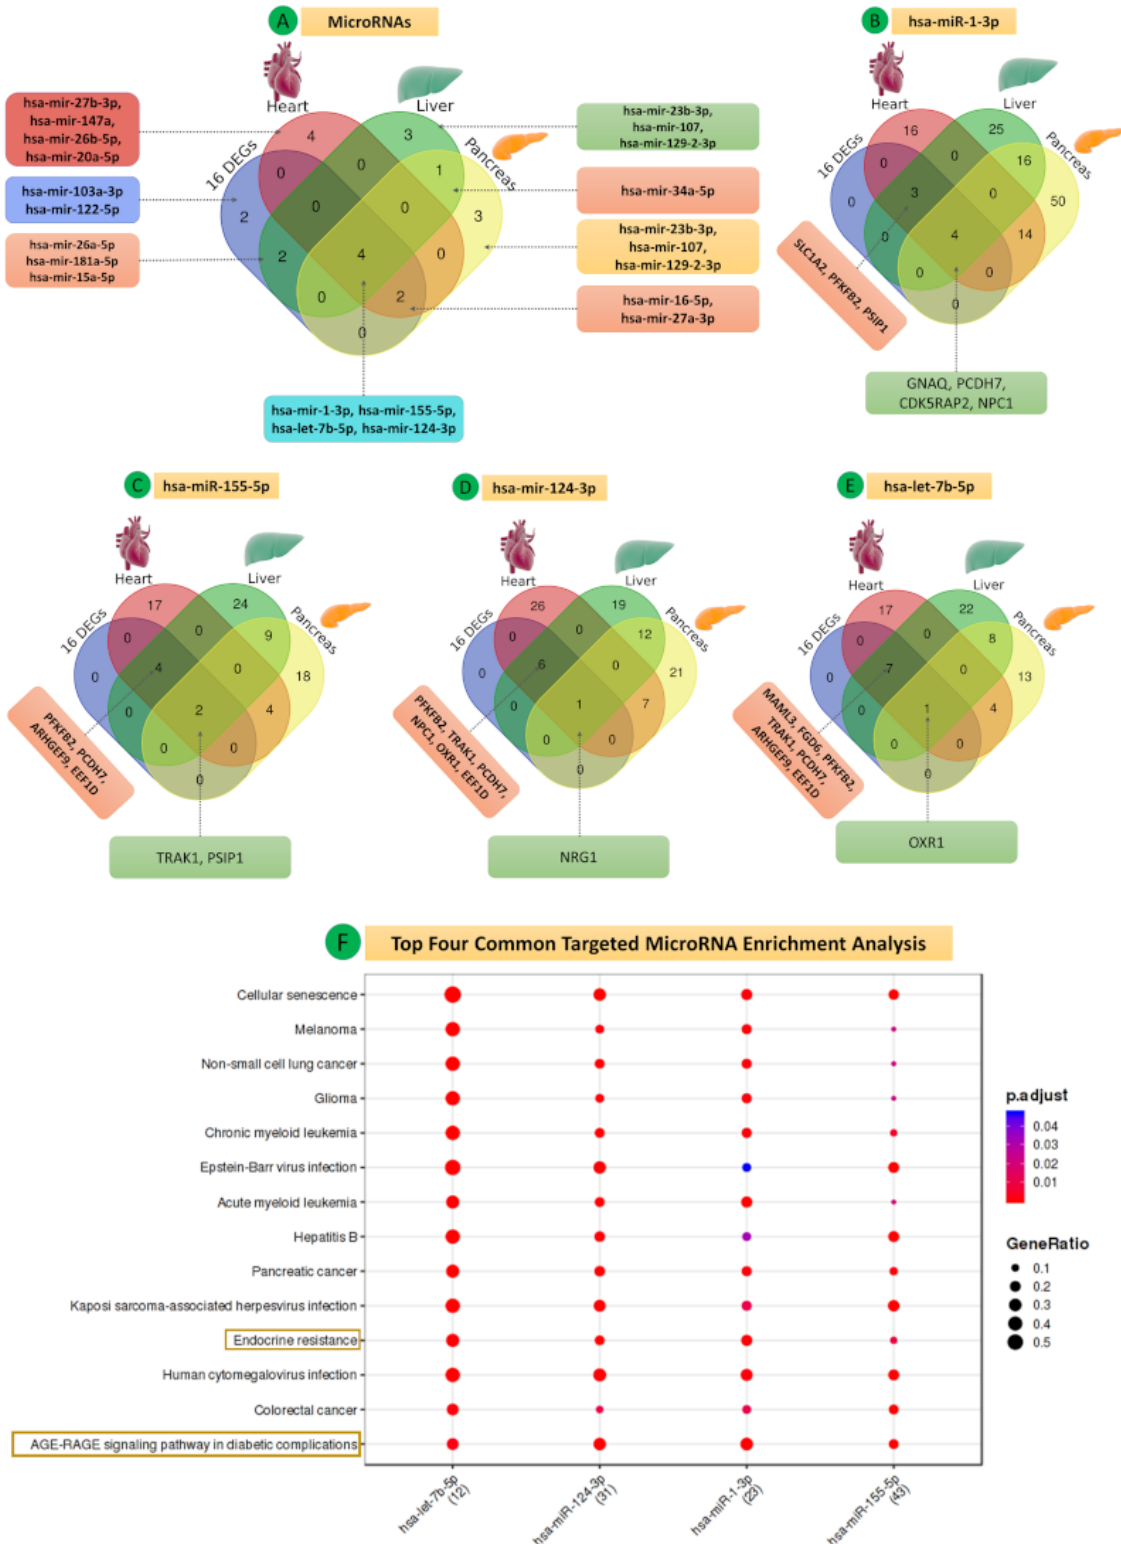 A MicroRNAs
Heart
Liver
Pancreas
16 DEGs
4
3
0
1
0
0
0
3
2
2
4
0
0
2
0
hsa-mir-27b-3p,
hsa-mir-147a,
hsa-mir-26b-5p,
hsa-mir-20a-5p
hsa-mir-103a-3p
hsa-mir-122-5p
hsa-mir-26a-5p
hsa-mir-181a-5p
hsa-mir-15a-5p
hsa-mir-23b-3p,
hsa-mir-107,
hsa-mir-129-2-3p
hsa-mir-34a-5p
hsa-mir-23b-3p,
hsa-mir-107,
hsa-mir-129-2-3p
hsa-mir-16-5p,
hsa-mir-27a-3p
hsa-mir-1-3p, hsa-mir-155-5p,
hsa-let-7b-5p, hsa-mir-124-3p
B hsa-miR-1-3p
Heart
Liver
Pancreas
16 DEGs
16
25
0
0
16
3
0
0
50
0
4
14
0
0
0
SLC1A2, PFKFB2, PSIP1
GNAQ, PCDH7,
CDK5RAP2, NPC1
C hsa-miR-155-5p
Heart
Liver
Pancreas
16 DEGs
17
24
0
0
9
4
0
0
18
0
2
4
0
0
0
PFKFB2, PCDH7,
ARHGEF9, EEF1D
TRAK1, PSIP1
D hsa-mir-124-3p
Heart
Liver
Pancreas
16 DEGs
26
19
0
0
12
6
0
0
21
0
1
7
0
0
0
PFKFB2, TRAK1, PCDH7,
NPC1, OXR1, EEF1D
NRG1
E hsa-let-7b-5p
Heart
Liver
Pancreas
16 DEGs
17
22
0
0
8
7
0
0
13
0
1
4
0
0
0
MAML3, FGD6, PFKFB2,
TRAK1, PCDH7,
ARHGEF9, EEF1D
OXR1
F Top Four Common Targeted MicroRNA Enrichment Analysis
Cellular senescence
Melanoma
Non-small cell lung cancer
Glioma
Chronic myeloid leukemia
Epstein-Barr virus infection
Acute myeloid leukemia
Hepatitis B
Pancreatic cancer
Kaposi sarcoma-associated herpesvirus infection
Endocrine resistance
Human cytomegalovirus infection
Colorectal cancer
AGE-RAGE signaling pathway in diabetic complications
hsa-let-7b-5p
(12)
hsa-miR-124-3p
(31)
hsa-miR-1-3p
(23)
hsa-miR-155-5p
(43)
p.adjust
0.04
0.03
0.02
0.01
GeneRatio
0.1
0.2
0.3
0.4
0.5